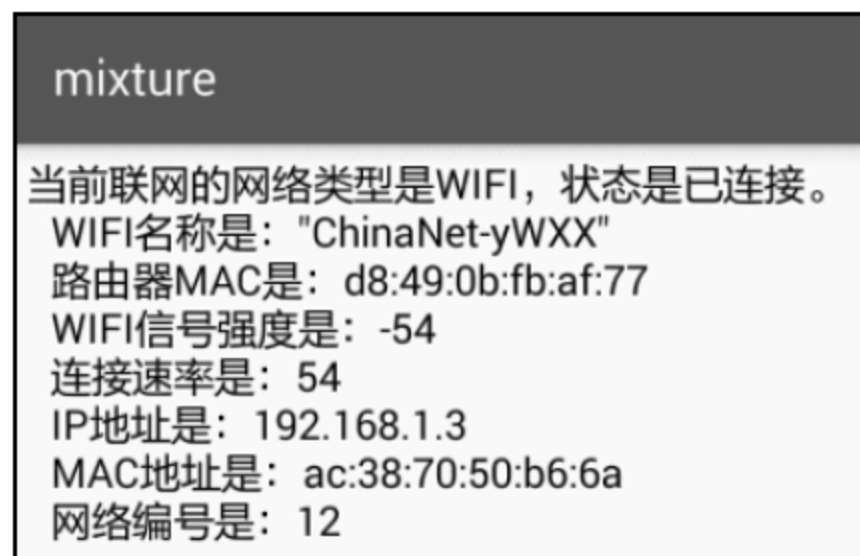 mixture
当前联网的网络类型是WIFI，状态是已连接。
WIFI名称是："ChinaNet-yWXX"
路由器MAC是：d8:49:0b:fb:af:77
WIFI信号强度是：-54
连接速率是：54
IP地址是：192.168.1.3
MAC地址是：ac:38:70:50:b6:6a
网络编号是：12